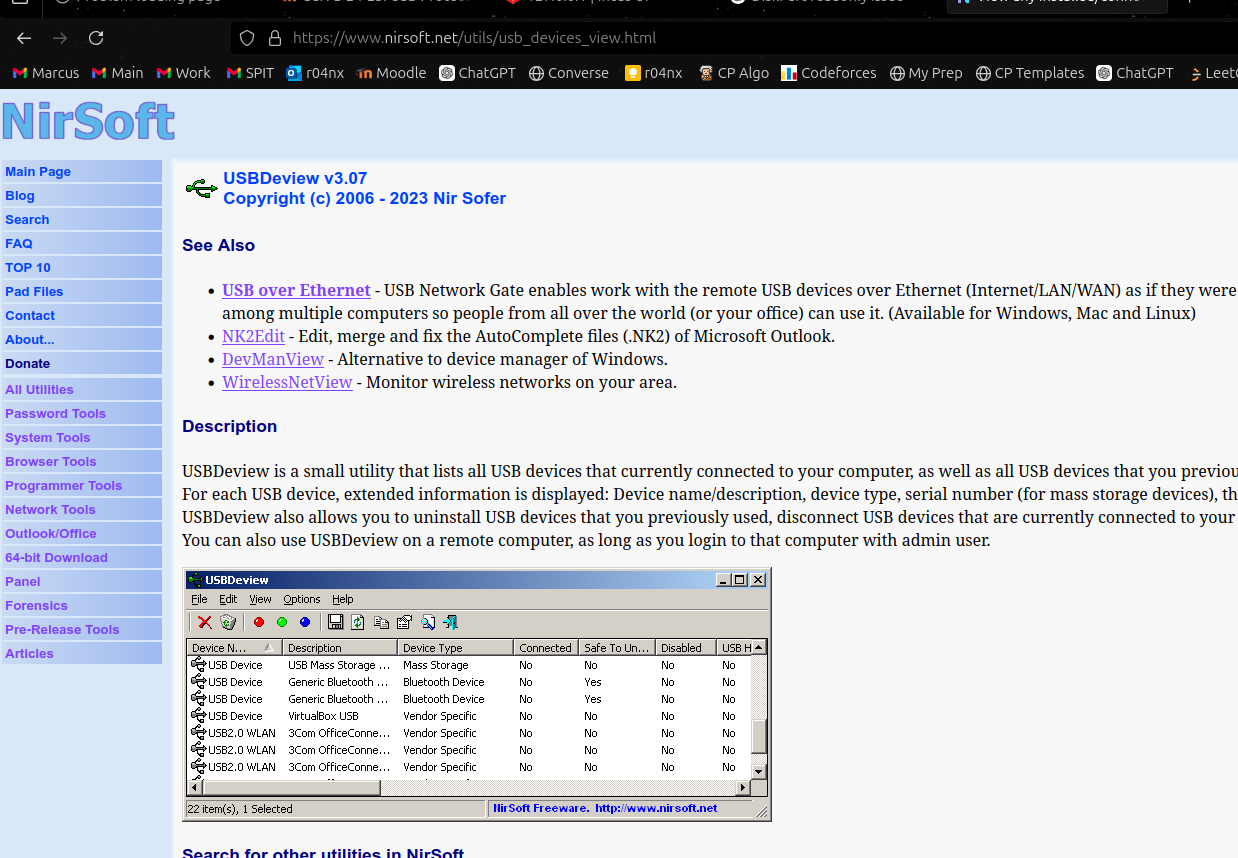 https://www.nirsoft.net/utils/usb_devices_view.html
Marcus Main Work SPIT r04nx Moodle ChatGPT Converse r04nx CP Algo Codeforces My Prep CP Templates ChatGPT
NirSoft
Main Page
Blog
Search
FAQ
TOP 10
Pad Files
Contact
About...
Donate
All Utilities
Password Tools
System Tools
Browser Tools
Programmer Tools
Network Tools
Outlook/Office
64-bit Download
Panel
Forensics
Pre-Release Tools
Articles
USBDeview v3.07
Copyright (c) 2006 - 2023 Nir Sofer
See Also
• USB over Ethernet - USB Network Gate enables work with the remote USB devices over Ethernet (Internet/LAN/WAN) as if they were
among multiple computers so people from all over the world (or your office) can use it. (Available for Windows, Mac and Linux)
• NK2Edit - Edit, merge and fix the AutoComplete files (.NK2) of Microsoft Outlook.
• DevManView - Alternative to device manager of Windows.
• WirelessNetView - Monitor wireless networks on your area.
Description
USBDeview is a small utility that lists all USB devices that currently connected to your computer, as well as all USB devices that you previou
For each USB device, extended information is displayed: Device name/description, device type, serial number (for mass storage devices), th
USBDeview also allows you to uninstall USB devices that you previously used, disconnect USB devices that are currently connected to your
You can also use USBDeview on a remote computer, as long as you login to that computer with admin user.
USBDeview
File Edit View Options Help
Device N... Description Device Type Connected Safe To Un... Disabled USB H
USB Device USB Mass Storage ... Mass Storage No No No No
USB Device Generic Bluetooth ... Bluetooth Device No Yes No No
USB Device Generic Bluetooth ... Bluetooth Device No Yes No No
USB Device VirtualBox USB Vendor Specific No No No No
USB2.0 WLAN 3Com OfficeConne... Vendor Specific No No No No
USB2.0 WLAN 3Com OfficeConne... Vendor Specific No No No No
USB2.0 WLAN 3Com OfficeConne... Vendor Specific No No No No
22 item(s), 1 Selected NirSoft Freeware. http://www.nirsoft.net
Search for other utilities in NirSoft